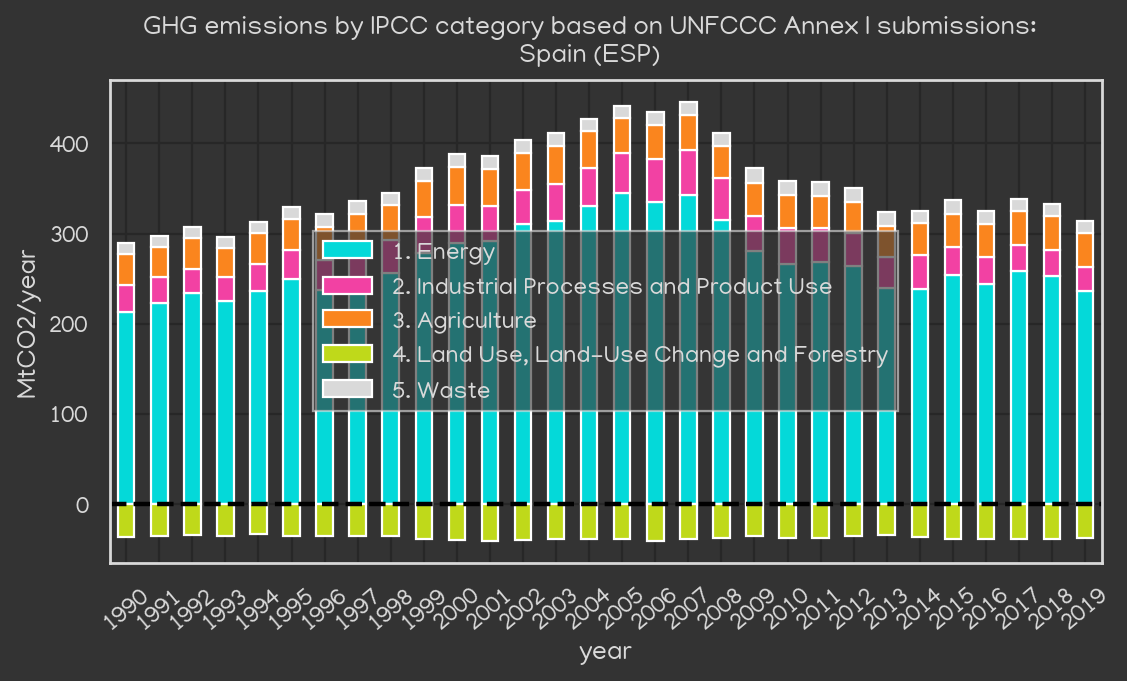 GHG emissions by IPCC category based on UNFCCC Annex I submissions:
Spain (ESP)
MtCO2/year
400
300
200
100
0
1. Energy
2. Industrial Processes and Product Use
3. Agriculture
4. Land Use, Land-Use Change and Forestry
5. Waste
1990 1991 1992 1993 1994 1995 1996 1997 1998 1999 2000 2001 2002 2003 2004 2005 2006 2007 2008 2009 2010 2011 2012 2013 2014 2015 2016 2017 2018 2019
year